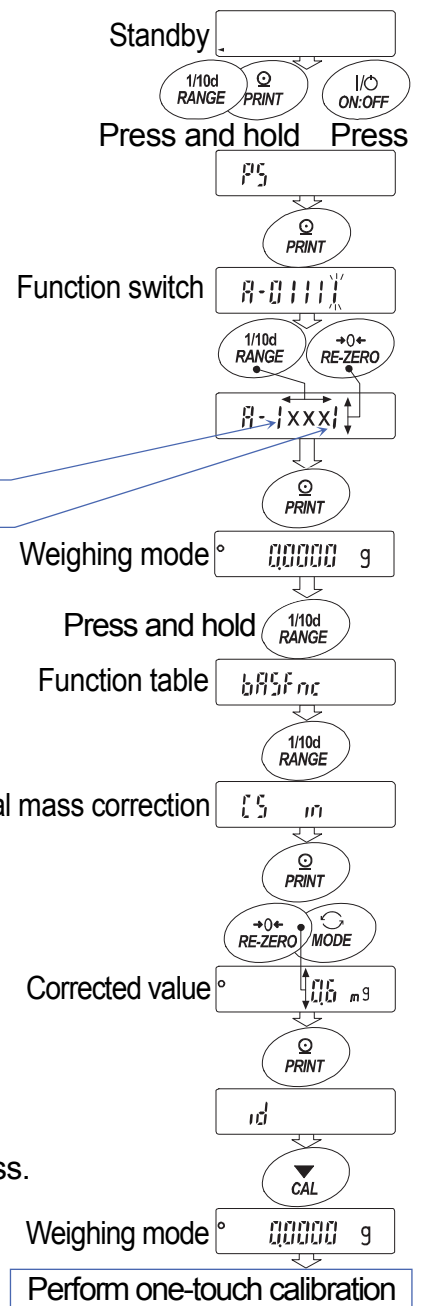 Standby
1/10d
RANGE
PRINT
I/⏻
ON:OFF
Press and hold Press
PS
PRINT
Function switch A-01111
1/10d
RANGE
→0←
RE-ZERO
A-1xxx1
PRINT
Weighing mode 0.0000 g
Press and hold 1/10d
RANGE
Function table bASFnc
1/10d
RANGE
al mass correction CS in
PRINT
→0←
RE-ZERO
MODE
Corrected value 0.6 mg
PRINT
id
ss.
CAL
Weighing mode 0.0000 g
Perform one-touch calibration